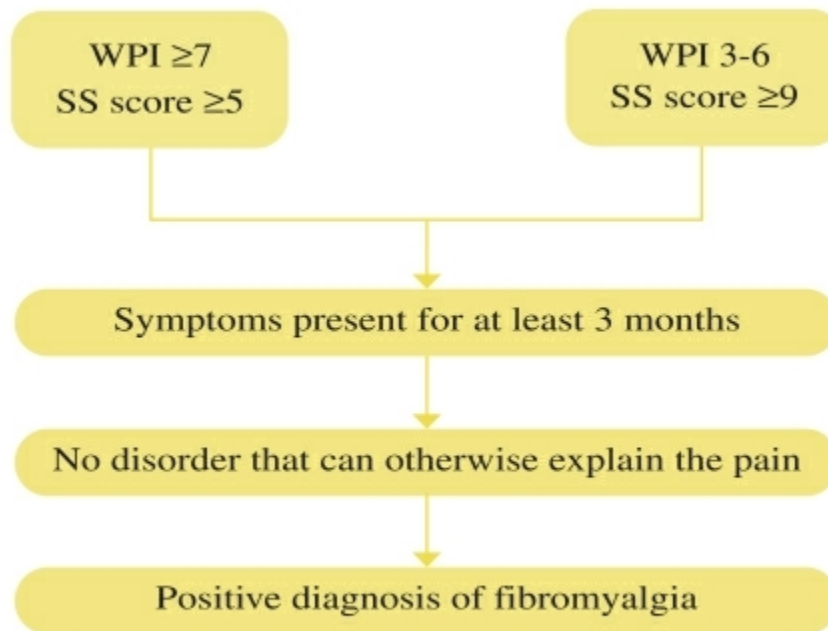 WPI ≥7
SS score ≥5
WPI 3-6
SS score ≥9
Symptoms present for at least 3 months
No disorder that can otherwise explain the pain
Positive diagnosis of fibromyalgia